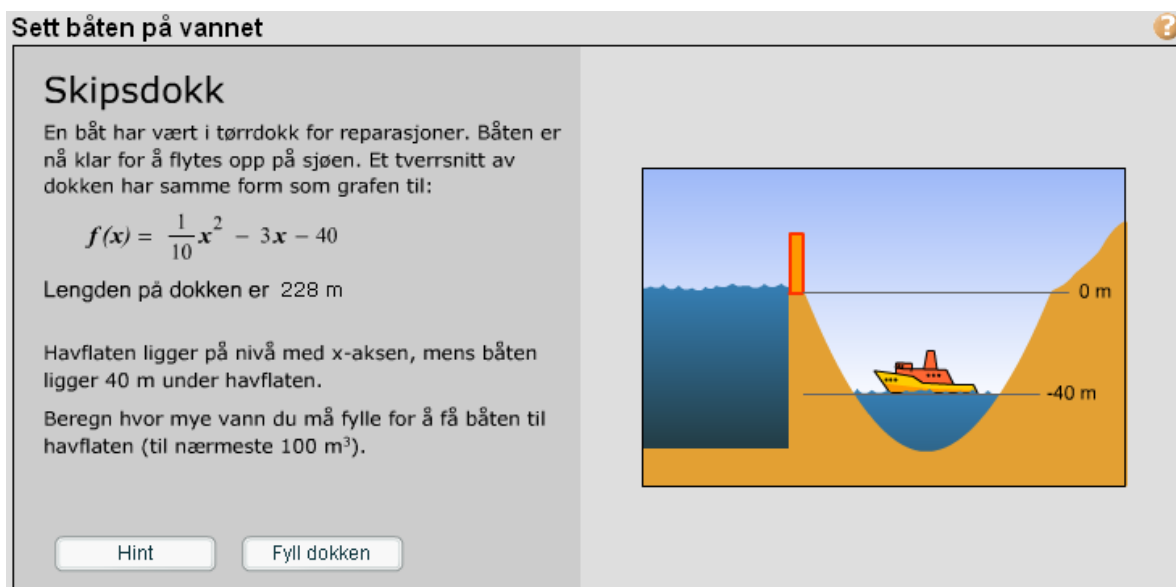 Sett båten på vannet
?
Skipsdokk
En båt har vært i tørrdokk for reparasjoner. Båten er
nå klar for å flytes opp på sjøen. Et tverrsnitt av
dokken har samme form som grafen til:
f(x) = 1/10 x² − 3x − 40
Lengden på dokken er 228 m
Havflaten ligger på nivå med x-aksen, mens båten
ligger 40 m under havflaten.
Beregn hvor mye vann du må fylle for å få båten til
havflaten (til nærmeste 100 m³).
Hint
Fyll dokken
0 m
-40 m